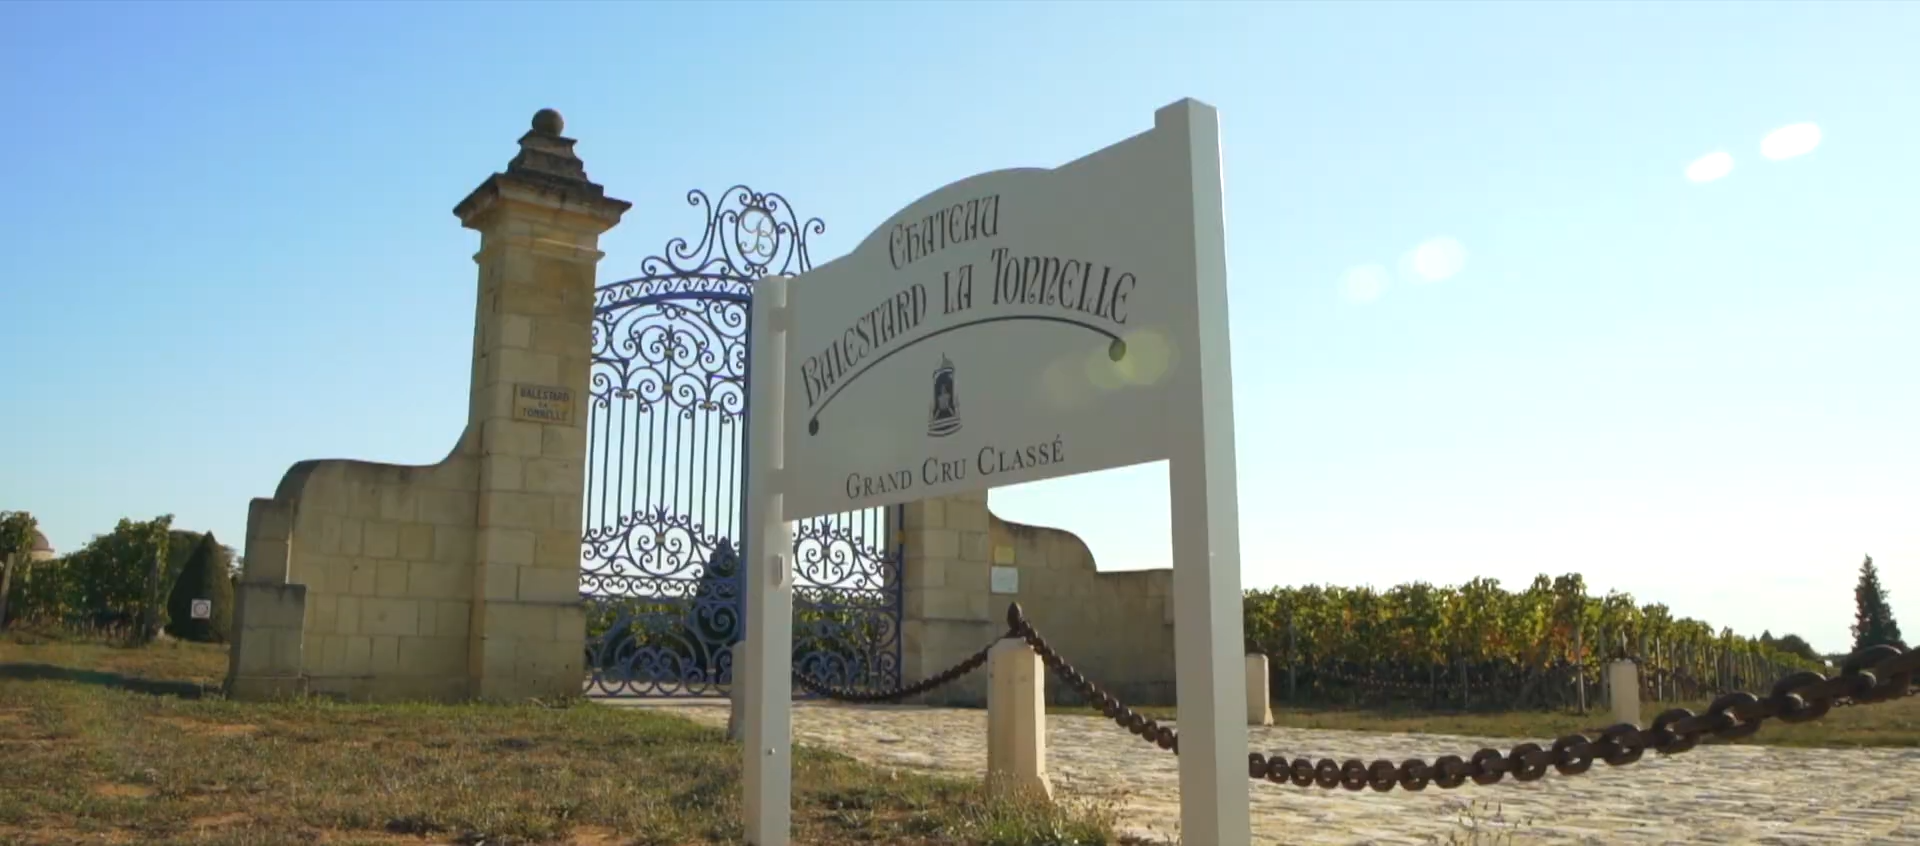 CHATEAU
BALESTARD LA TONNELLE
GRAND CRU CLASSÉ
BALESTARD
LA
TONNELLE
B